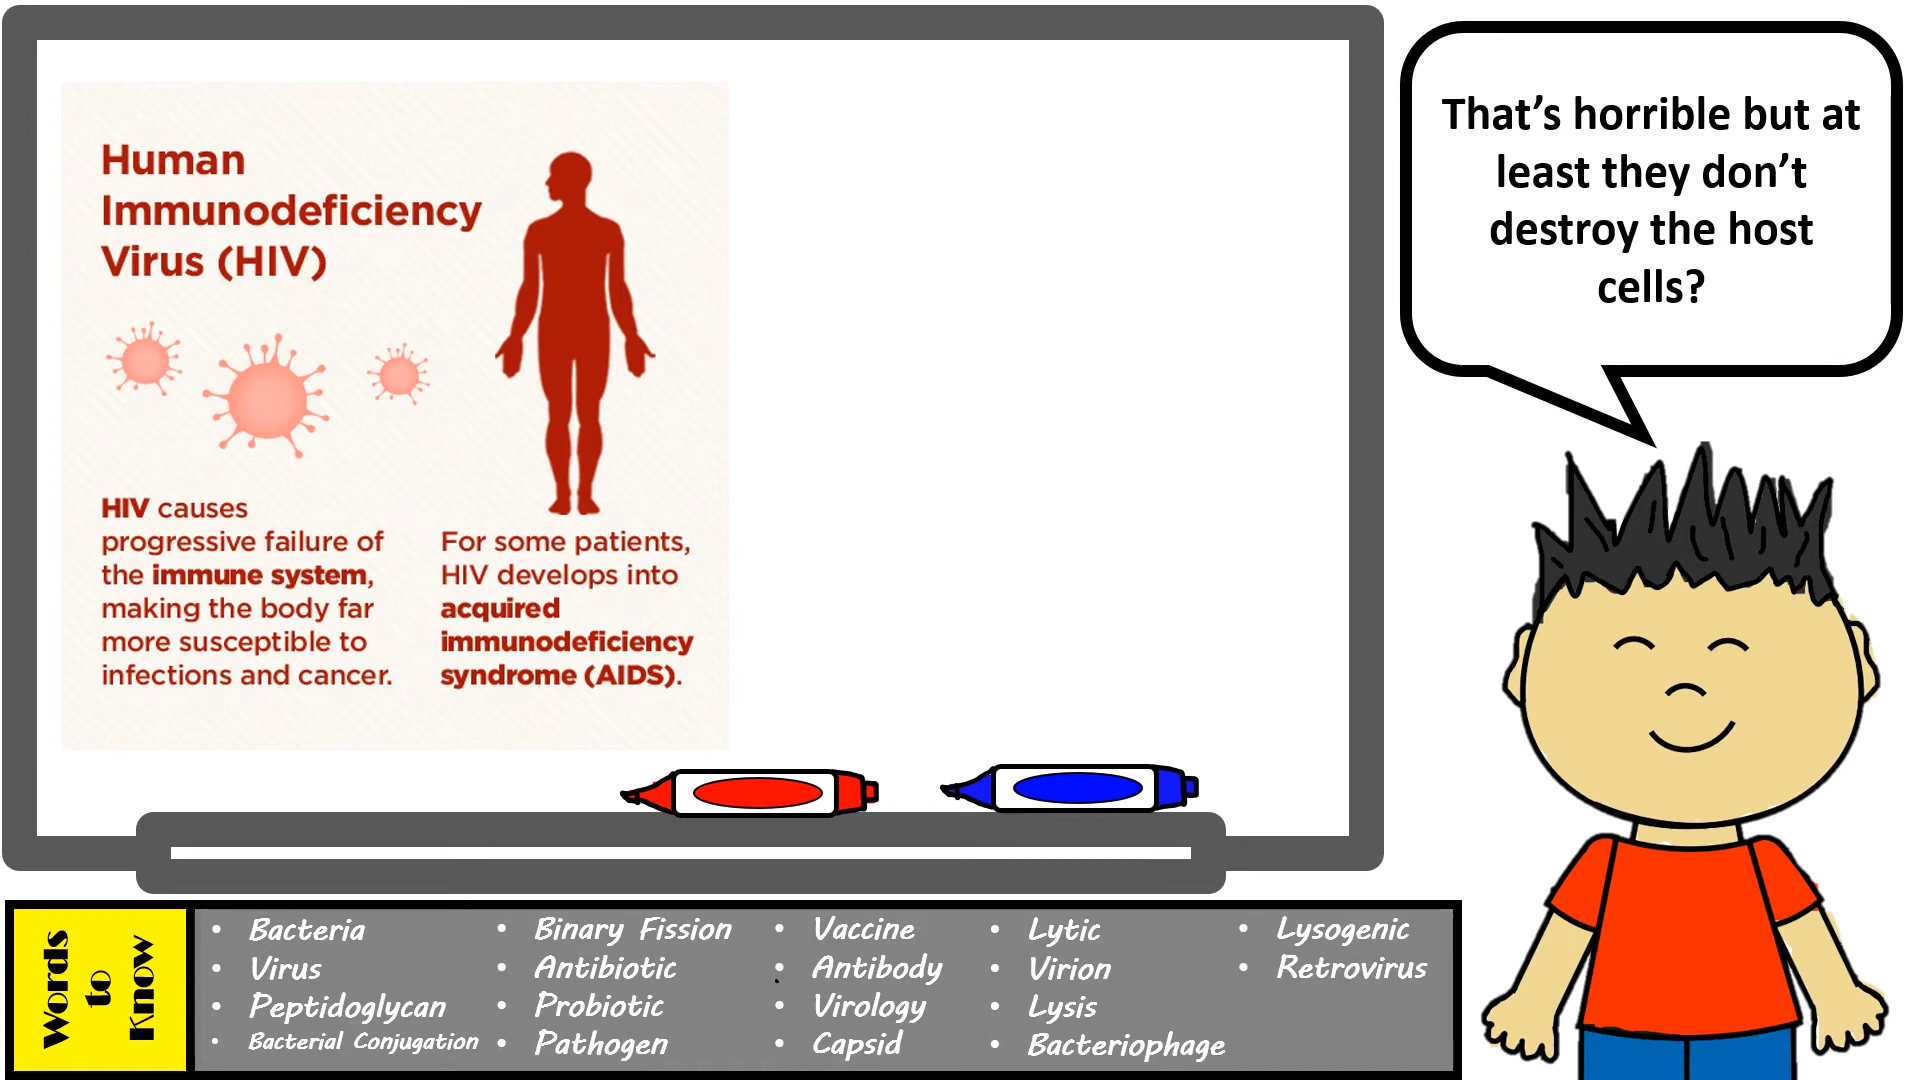 Human
Immunodeficiency
Virus (HIV)
HIV causes
progressive failure of
the immune system,
making the body far
more susceptible to
infections and cancer.
For some patients,
HIV develops into
acquired
immunodeficiency
syndrome (AIDS).
That's horrible but at
least they don't
destroy the host
cells?
Words
to
Know
• Bacteria
• Virus
• Peptidoglycan
• Bacterial Conjugation
• Binary Fission
• Antibiotic
• Probiotic
• Pathogen
• Vaccine
• Antibody
• Virology
• Capsid
• Lytic
• Virion
• Lysis
• Bacteriophage
• Lysogenic
• Retrovirus